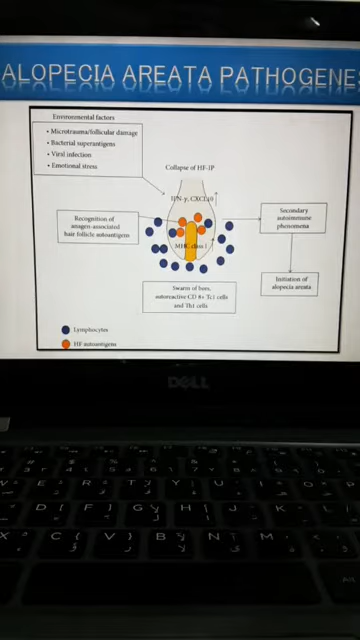 ALOPECIA AREATA PATHOGENES
Environmental factors
• Microtrauma/follicular damage
• Bacterial superantigens
• Viral infection
• Emotional stress
Collapse of HF-IP
IFN-γ, CXCL10
Recognition of
anagen-associated
hair follicle autoantigens
MHC class I
Secondary
autoimmune
phenomena
Swarm of bees,
autoreactive CD 8+ Tc1 cells
and Th1 cells
Initiation of
alopecia areata
Lymphocytes
HF autoantigens
DELL
E R T Y U I O P
D F G H J K L
X C V B N M